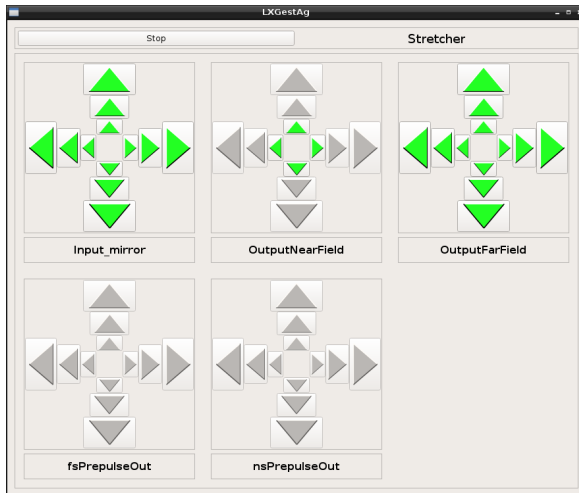 LXGestAg
Stop
Stretcher
Input_mirror
OutputNearField
OutputFarField
fsPrepulseOut
nsPrepulseOut